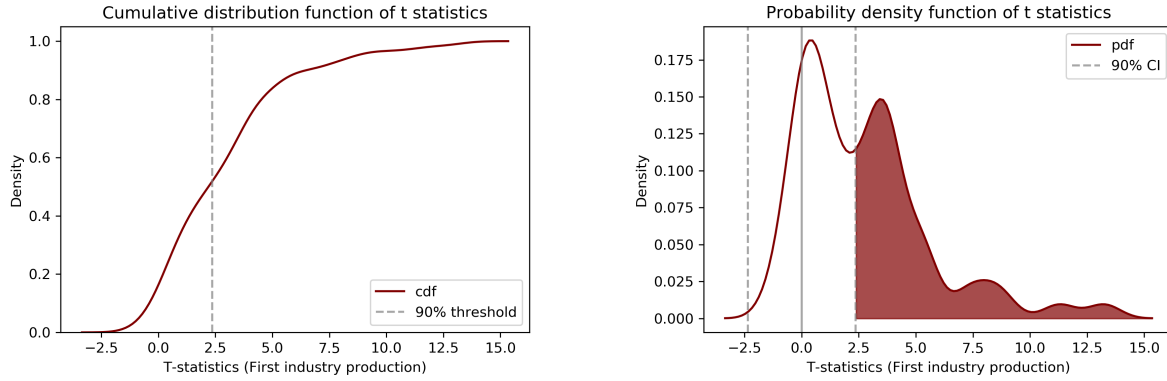 Cumulative distribution function of t statistics
1.0
0.8
0.6
0.4
0.2
0.0
Density
−2.5 0.0 2.5 5.0 7.5 10.0 12.5 15.0
T-statistics (First industry production)
cdf
90% threshold
Probability density function of t statistics
0.175
0.150
0.125
0.100
0.075
0.050
0.025
0.000
Density
−2.5 0.0 2.5 5.0 7.5 10.0 12.5 15.0
T-statistics (First industry production)
pdf
90% CI